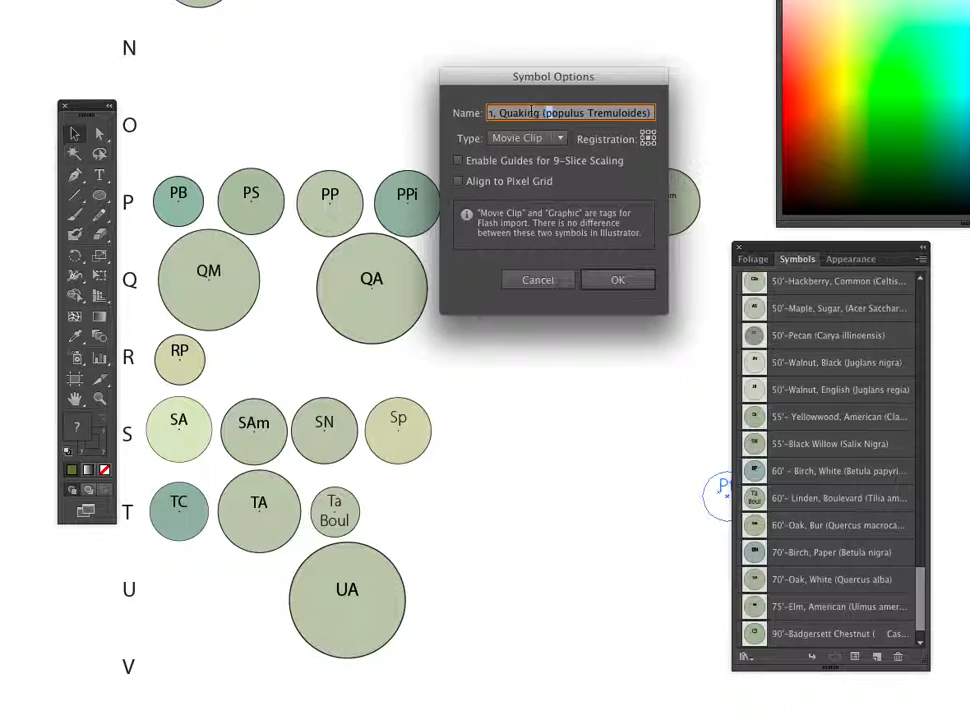 N
O
P
Q
R
S
T
U
V
PB
PS
PP
PPi
m
QM
QA
RP
SA
SAm
SN
Sp
TC
TA
Ta
Boul
UA
Symbol Options
Name: , Quaking (populus Tremuloides)
Type: Movie Clip Registration:
Enable Guides for 9-Slice Scaling
Align to Pixel Grid
"Movie Clip" and "Graphic" are tags for
Flash import. There is no difference
between these two symbols in Illustrator.
Cancel OK
?
Foliage Symbols Appearance
50'-Hackberry, Common (Celtis...
50'-Maple, Sugar, (Acer Sacchar...
50'-Pecan (Carya illinoensis)
50'-Walnut, Black (Juglans nigra)
50'-Walnut, English (Juglans regia)
55'- Yellowwood, American (Cla...
55'-Black Willow (Salix Nigra)
60' - Birch, White (Betula papyri...
60'- Linden, Boulevard (Tilia am...
60'-Oak, Bur (Quercus macroca...
70'-Birch, Paper (Betula nigra)
70'-Oak, White (Quercus alba)
75'-Elm, American (Ulmus amer...
90'-Badgersett Chestnut ( Cas...